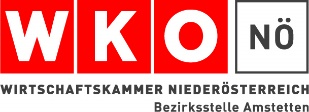 WKO NÖ
WIRTSCHAFTSKAMMER NIEDERÖSTERREICH
Bezirksstelle Amstetten